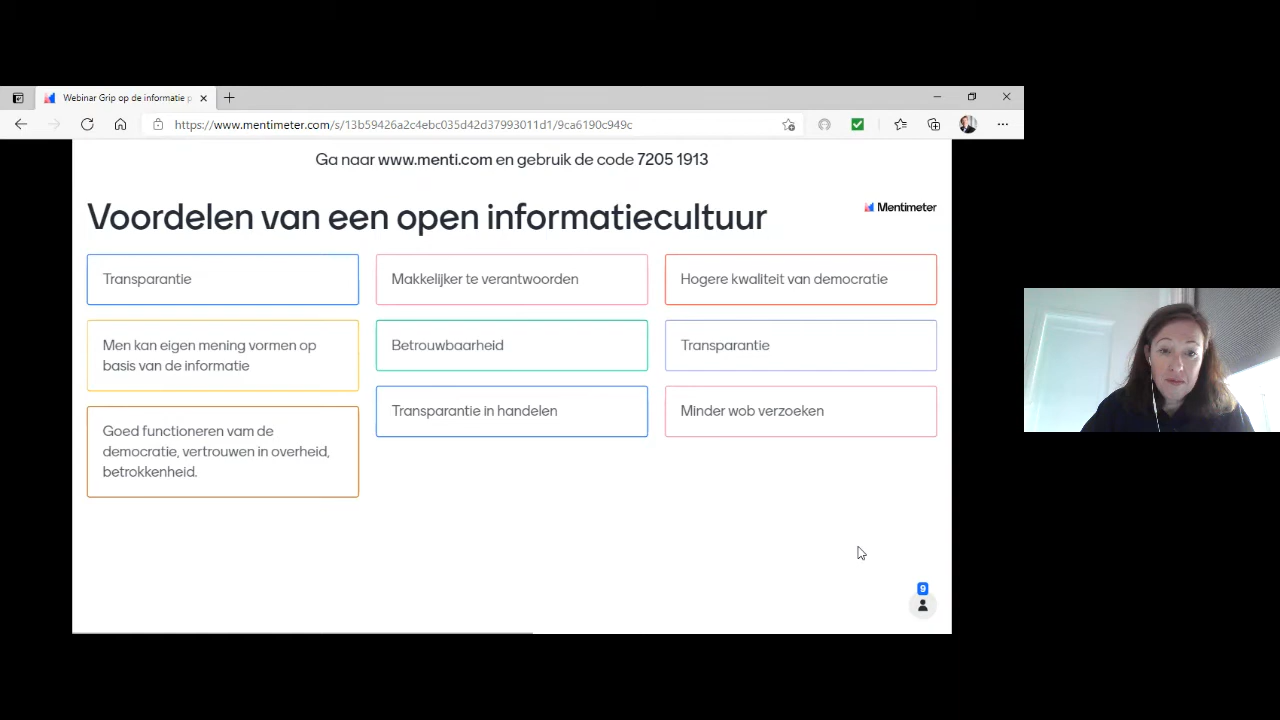 Webinar Grip op de informatie p
https://www.mentimeter.com/s/13b59426a2c4ebc035d42d37993011d1/9ca6190c949c
Ga naar www.menti.com en gebruik de code 7205 1913
Voordelen van een open informatiecultuur
Mentimeter
Transparantie
Makkelijker te verantwoorden
Hogere kwaliteit van democratie
Men kan eigen mening vormen op
basis van de informatie
Betrouwbaarheid
Transparantie
Transparantie in handelen
Minder wob verzoeken
Goed functioneren vam de
democratie, vertrouwen in overheid,
betrokkenheid.
9